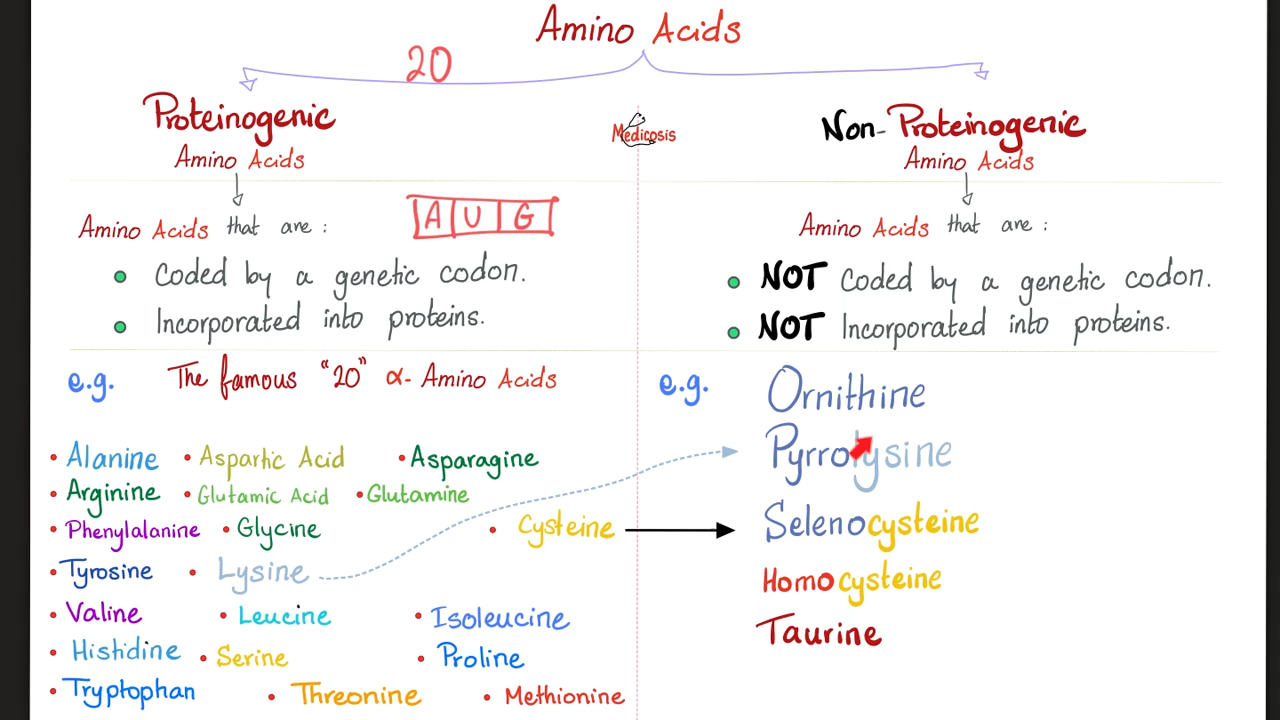 Amino Acids
20
Proteinogenic
Amino Acids
Medicosis
Non-Proteinogenic
Amino Acids
Amino Acids that are :
A U G
• Coded by a genetic codon.
• Incorporated into proteins.
Amino Acids that are :
• NOT Coded by a genetic codon.
• NOT Incorporated into proteins.
e.g. The famous "20" α- Amino Acids
• Alanine • Aspartic Acid • Asparagine
• Arginine • Glutamic Acid • Glutamine
• Phenylalanine • Glycine • Cysteine
• Tyrosine • Lysine
• Valine • Leucine • Isoleucine
• Histidine • Serine • Proline
• Tryptophan • Threonine • Methionine
e.g. Ornithine
Pyrrolysine
Selenocysteine
Homocysteine
Taurine